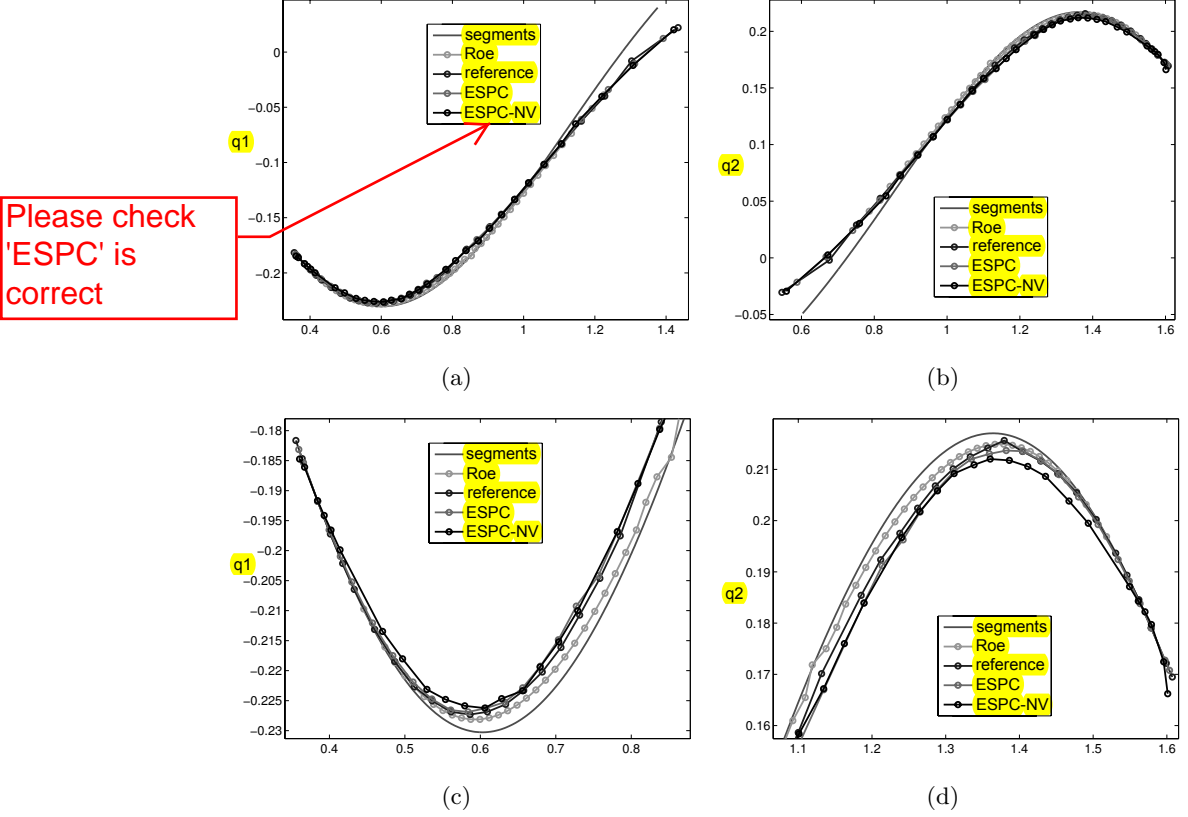 segments
Roe
reference
ESPC
ESPC-NV
q1
0
−0.05
−0.1
−0.15
−0.2
0.4 0.6 0.8 1 1.2 1.4
(a)
Please check
'ESPC' is
correct
q2
0.2
0.15
0.1
0.05
0
−0.05
segments
Roe
reference
ESPC
ESPC-NV
0.6 0.8 1 1.2 1.4 1.6
(b)
q1
−0.18
−0.185
−0.19
−0.195
−0.2
−0.205
−0.21
−0.215
−0.22
−0.225
−0.23
segments
Roe
reference
ESPC
ESPC-NV
0.4 0.5 0.6 0.7 0.8
(c)
q2
0.21
0.2
0.19
0.18
0.17
0.16
segments
Roe
reference
ESPC
ESPC-NV
1.1 1.2 1.3 1.4 1.5 1.6
(d)